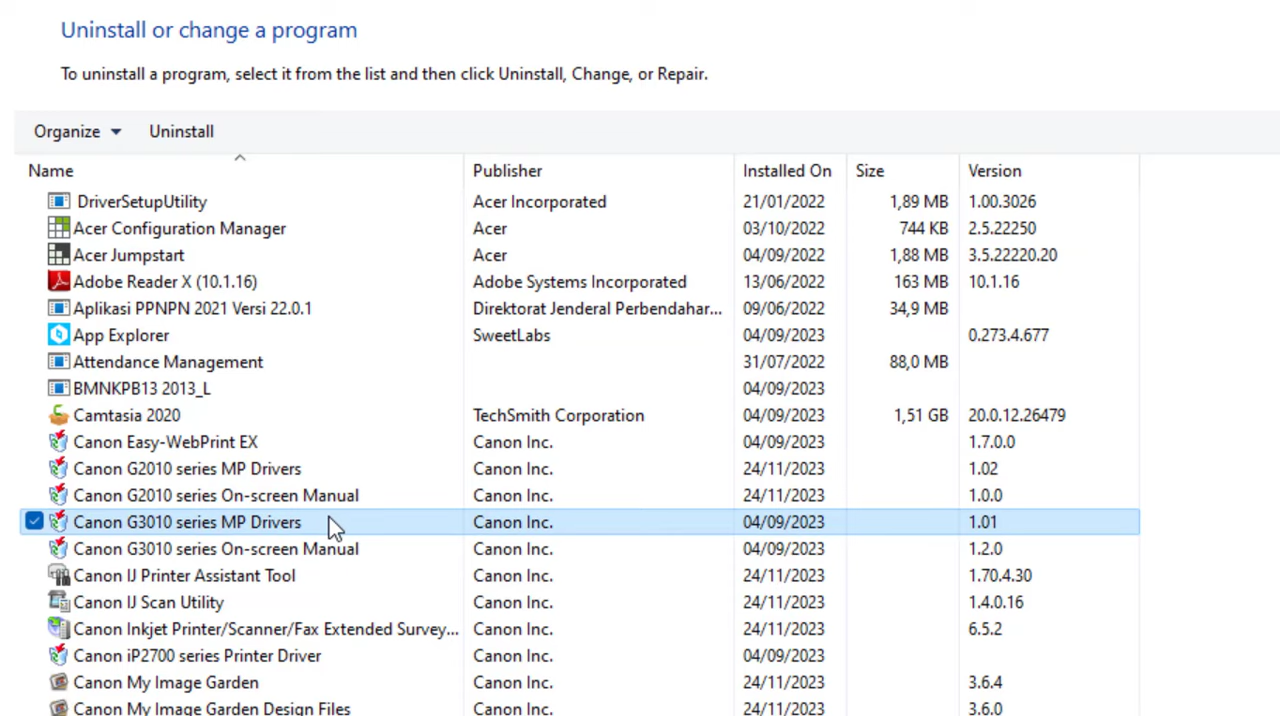 Uninstall or change a program
To uninstall a program, select it from the list and then click Uninstall, Change, or Repair.
Organize Uninstall
Name Publisher Installed On Size Version
DriverSetupUtility Acer Incorporated 21/01/2022 1,89 MB 1.00.3026
Acer Configuration Manager Acer 03/10/2022 744 KB 2.5.22250
Acer Jumpstart Acer 04/09/2022 1,88 MB 3.5.22220.20
Adobe Reader X (10.1.16) Adobe Systems Incorporated 13/06/2022 163 MB 10.1.16
Aplikasi PPNPN 2021 Versi 22.0.1 Direktorat Jenderal Perbendahar... 09/06/2022 34,9 MB
App Explorer SweetLabs 04/09/2023 0.273.4.677
Attendance Management 31/07/2022 88,0 MB
BMNKPB13 2013_L 04/09/2023
Camtasia 2020 TechSmith Corporation 04/09/2023 1,51 GB 20.0.12.26479
Canon Easy-WebPrint EX Canon Inc. 04/09/2023 1.7.0.0
Canon G2010 series MP Drivers Canon Inc. 24/11/2023 1.02
Canon G2010 series On-screen Manual Canon Inc. 24/11/2023 1.0.0
Canon G3010 series MP Drivers Canon Inc. 04/09/2023 1.01
Canon G3010 series On-screen Manual Canon Inc. 04/09/2023 1.2.0
Canon IJ Printer Assistant Tool Canon Inc. 24/11/2023 1.70.4.30
Canon IJ Scan Utility Canon Inc. 24/11/2023 1.4.0.16
Canon Inkjet Printer/Scanner/Fax Extended Survey... Canon Inc. 24/11/2023 6.5.2
Canon iP2700 series Printer Driver Canon Inc. 04/09/2023
Canon My Image Garden Canon Inc. 24/11/2023 3.6.4
Canon My Image Garden Design Files Canon Inc. 24/11/2023 3.6.0